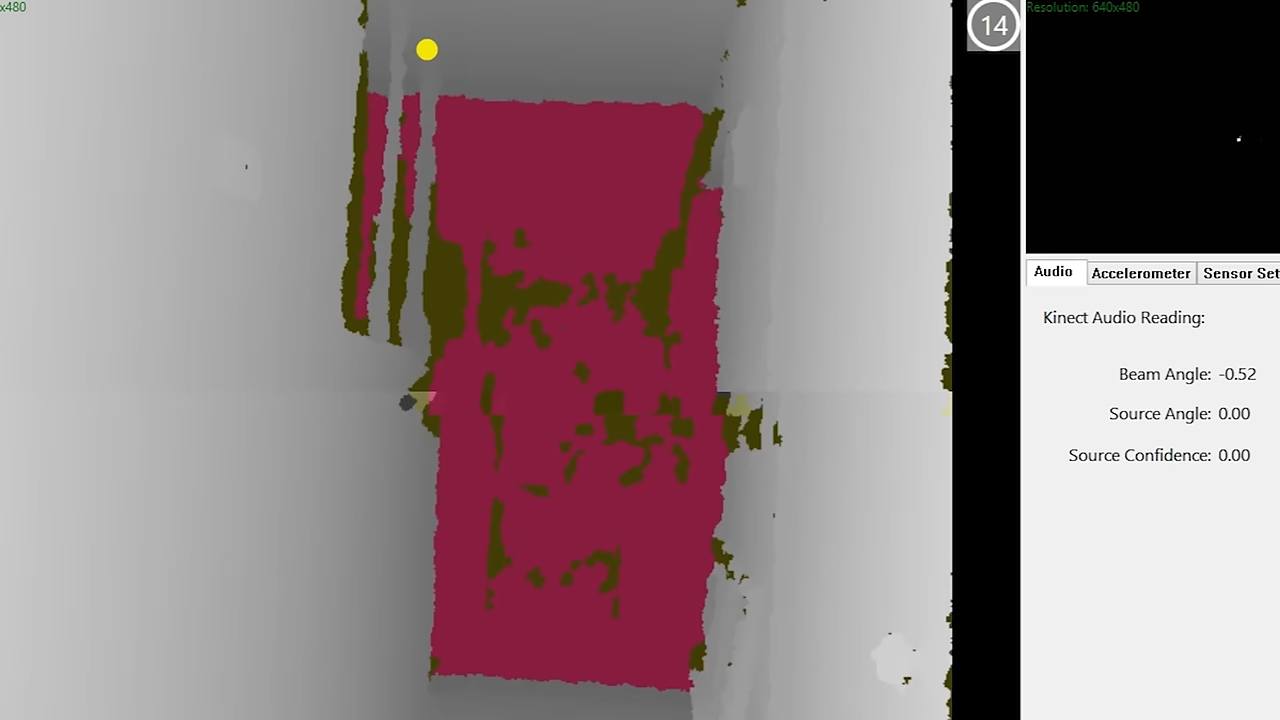 x480
14
Resolution: 640x480
Audio
Accelerometer
Sensor Set
Kinect Audio Reading:
Beam Angle: -0.52
Source Angle: 0.00
Source Confidence: 0.00